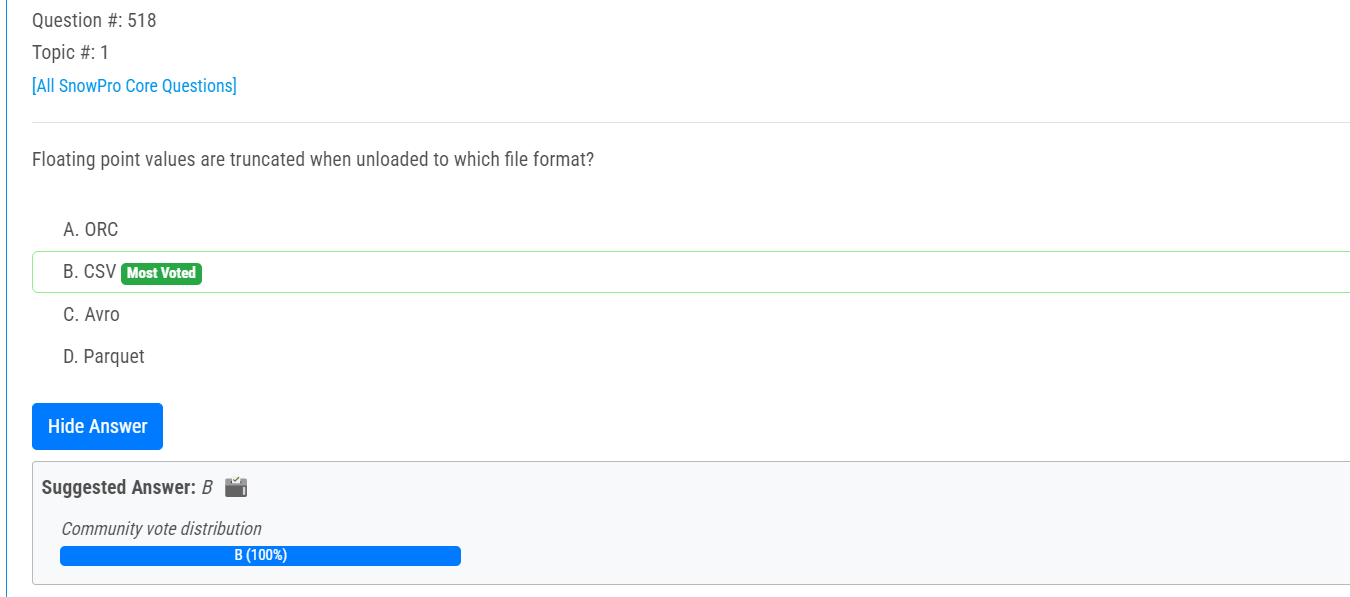 Question #: 518
Topic #: 1
[All SnowPro Core Questions]
Floating point values are truncated when unloaded to which file format?
A. ORC
B. CSV Most Voted
C. Avro
D. Parquet
Hide Answer
Suggested Answer: B
Community vote distribution
B (100%)